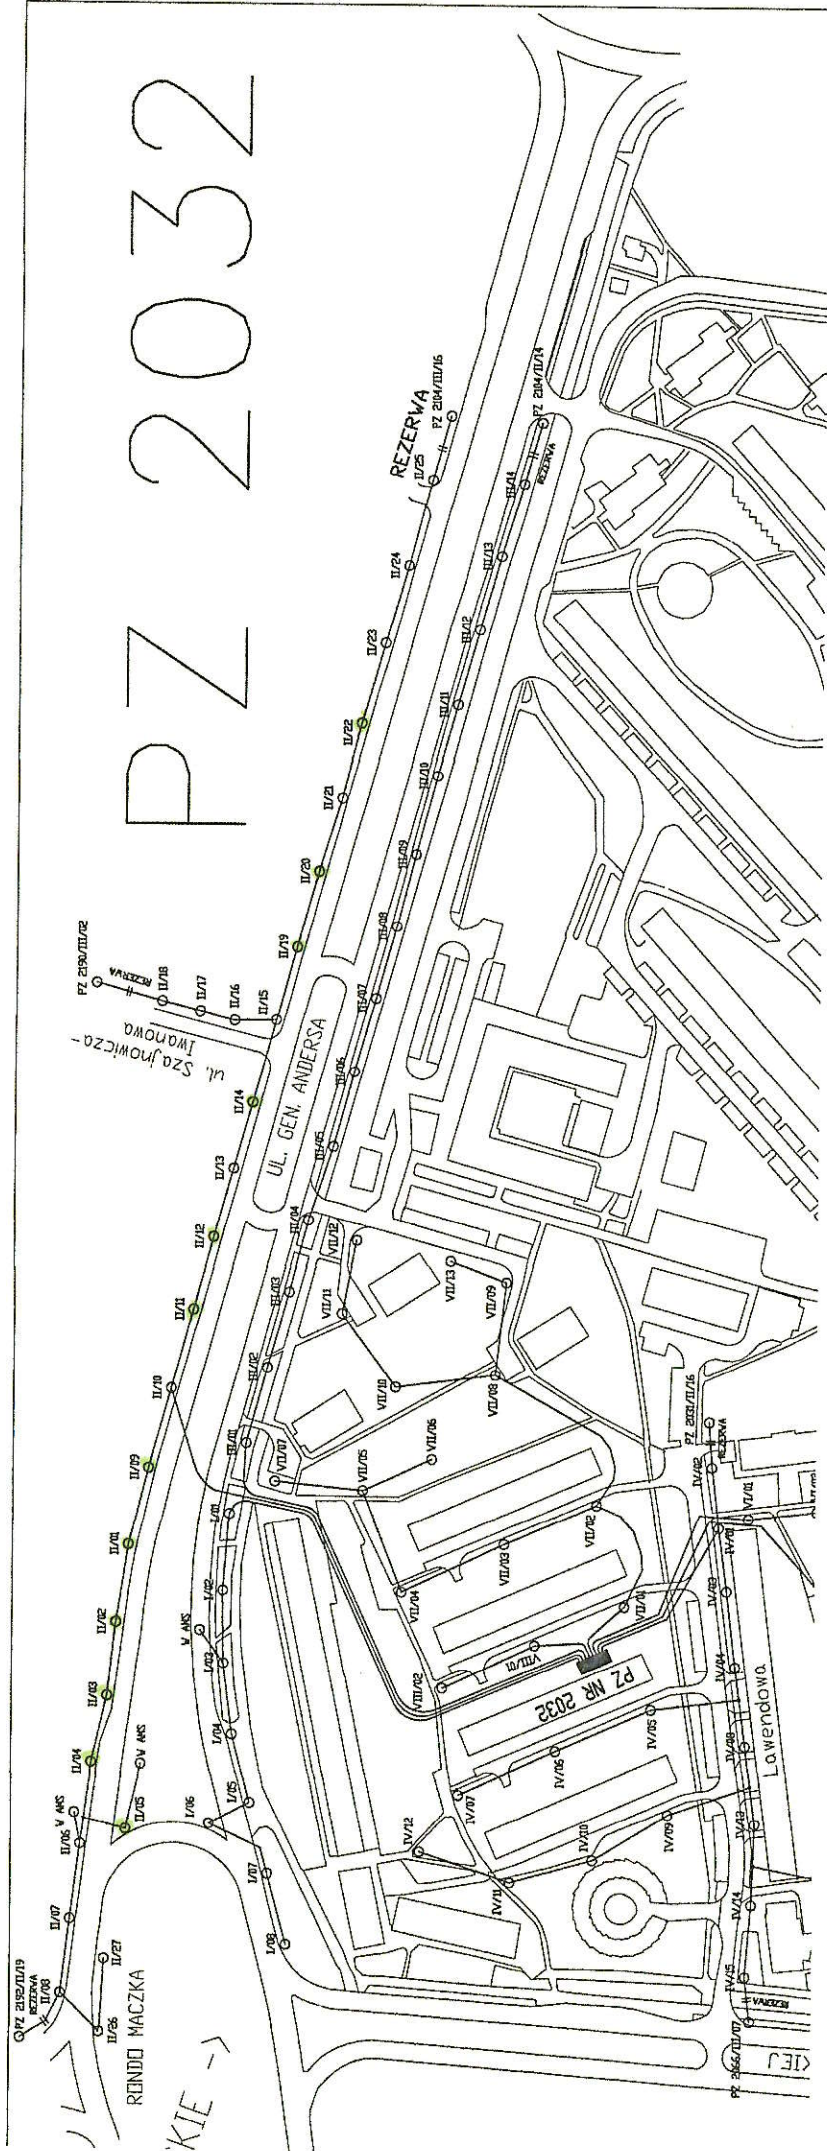 PZ 2032
REZERWA
II/25
PZ 2104/III/16
PZ 2104/II/14
REZERWA
III/14
II/24
III/13
II/23
III/12
II/22
III/11
II/21
III/10
II/20
III/09
II/19
III/08
PZ 2190/III/02
REZERWA
II/18
II/17
II/16
II/15
ul. Szajnowicza-
Iwanowa
III/07
UL. GEN. ANDERSA
III/06
II/14
III/05
II/13
III/04
II/12
VII/12
III/03
VII/13
VII/09
II/11
VII/11
III/02
II/10
VII/10
VII/08
III/01
VII/07
VII/06
VII/05
II/09
I/01
VII/02
PZ 2031/II/16
REZERWA
IV/02
VI/01
IV/01
II/01
VII/03
I/02
VII/04
VII/01
IV/03
II/02
W AMS
I/03
VIII/01
VIII/02
PZ NR 2032
IV/04
II/03
I/04
IV/05
Lawendowa
II/04
W AMS
IV/06
IV/08
I/05
IV/07
II/05
I/06
W AMS
II/06
IV/09
IV/13
IV/10
IV/12
I/07
IV/11
IV/14
II/07
I/08
II/27
IV/15
REZERWA
PZ 2192/II/19
REZERWA
II/08
II/26
RONDO MACZKA
PZ 2066/III/07
KIEJ
KIE ->